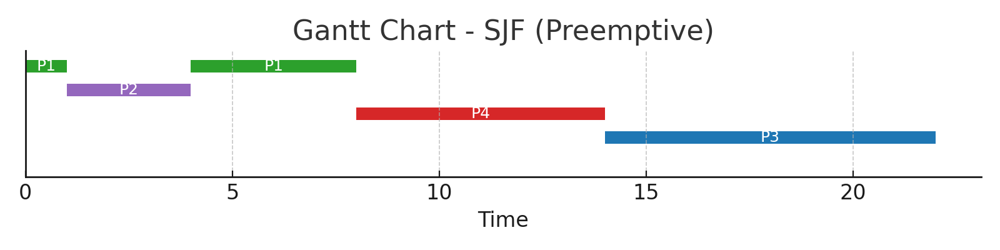 Gantt Chart - SJF (Preemptive)
P1 P1
P2
P4
P3
0 5 10 15 20
Time